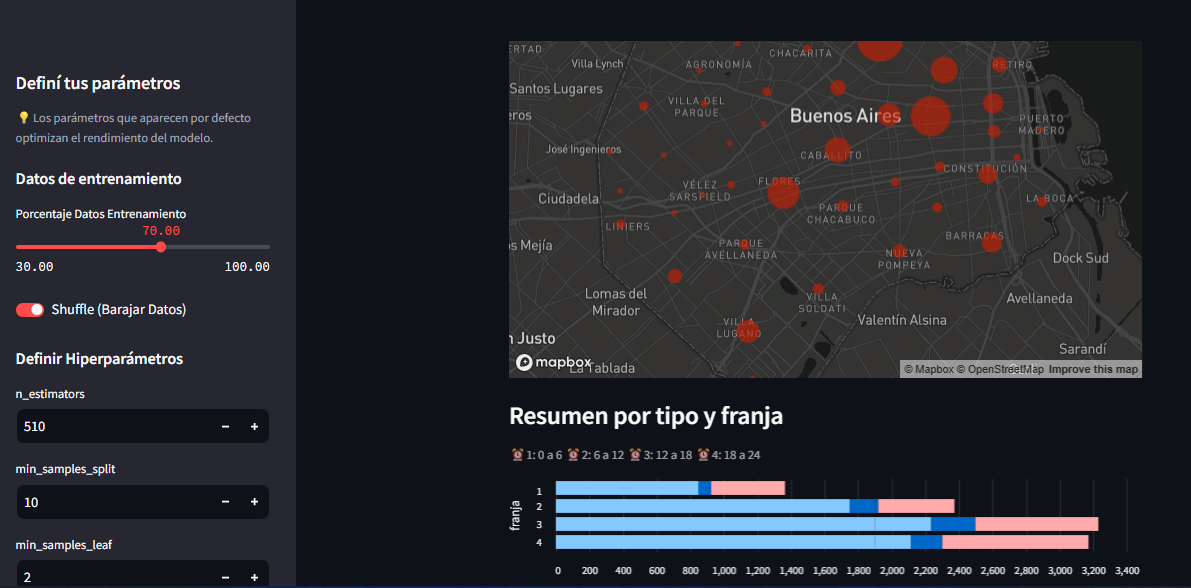 Definí tus parámetros
💡 Los parámetros que aparecen por defecto
optimizan el rendimiento del modelo.
Datos de entrenamiento
Porcentaje Datos Entrenamiento
70.00
30.00 100.00
Shuffle (Barajar Datos)
Definir Hiperparámetros
n_estimators
510 − +
min_samples_split
10 − +
min_samples_leaf
2 − +
CHACARITA
Villa Lynch
AGRONOMÍA
RETIRO
Santos Lugares
VILLA DEL
PARQUE
Buenos Aires
PUERTO
MADERO
José Ingenieros
CABALLITO
CONSTITUCIÓN
FLORES
VÉLEZ
SARSFIELD
Ciudadela
LA BOCA
PARQUE
CHACABUCO
LINIERS
BARRACAS
PARQUE
AVELLANEDA
NUEVA
POMPEYA
Dock Sud
Lomas del
Mirador
VILLA
SOLDATI
Avellaneda
VILLA
LUGANO
Valentín Alsina
Sarandí
mapbox
La Tablada
© Mapbox © OpenStreetMap Improve this map
Resumen por tipo y franja
⏰ 1: 0 a 6 ⏰ 2: 6 a 12 ⏰ 3: 12 a 18 ⏰ 4: 18 a 24
franja
1
2
3
4
0 200 400 600 800 1,000 1,200 1,400 1,600 1,800 2,000 2,200 2,400 2,600 2,800 3,000 3,200 3,400